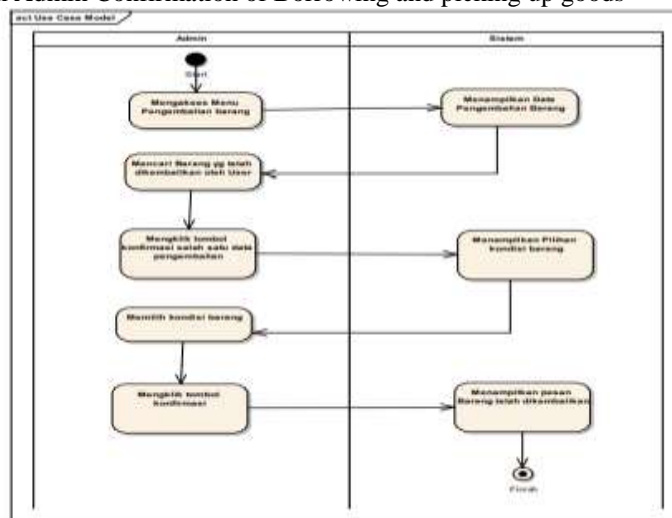 Admin Confirmation of Borrowing and picking up goods
act Use Case Model
Admin
Sistem
Start
Mengakses Menu
Pengembalian barang
Menampilkan Data
Pengembalian Barang
Mencari Barang yg telah
dikembalikan oleh User
Mengklik tombol
konfirmasi salah satu data
pengembalian
Menampilkan Pilihan
kondisi barang
Memilih kondisi barang
Mengklik tombol
konfirmasi
Menampilkan pesan
Barang telah dikembalikan
Finish